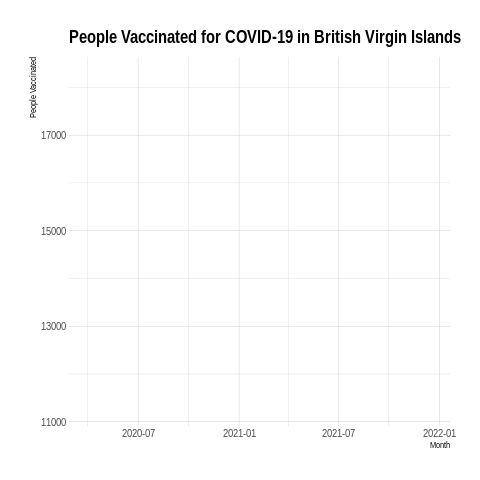 People Vaccinated for COVID-19 in British Virgin Islands
People Vaccinated
17000
15000
13000
11000
2020-07 2021-01 2021-07 2022-01
Month